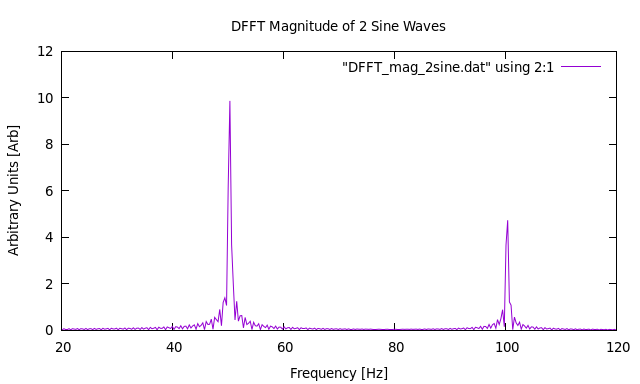 DFFT Magnitude of 2 Sine Waves
12
"DFFT_mag_2sine.dat" using 2:1
10
8
6
4
2
0
Arbitrary Units [Arb]
20 40 60 80 100 120
Frequency [Hz]